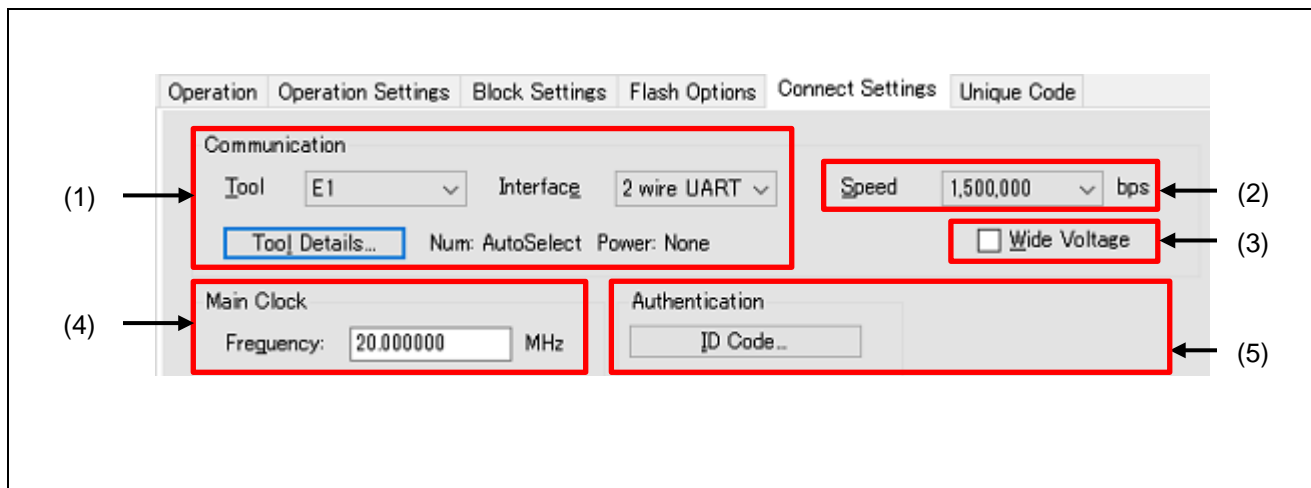 Operation Operation Settings Block Settings Flash Options Connect Settings Unique Code
Communication
(1) Tool E1 Interface 2 wire UART Speed 1,500,000 bps (2)
Tool Details... Num: AutoSelect Power: None Wide Voltage (3)
Main Clock Authentication
(4) Frequency: 20.000000 MHz ID Code... (5)